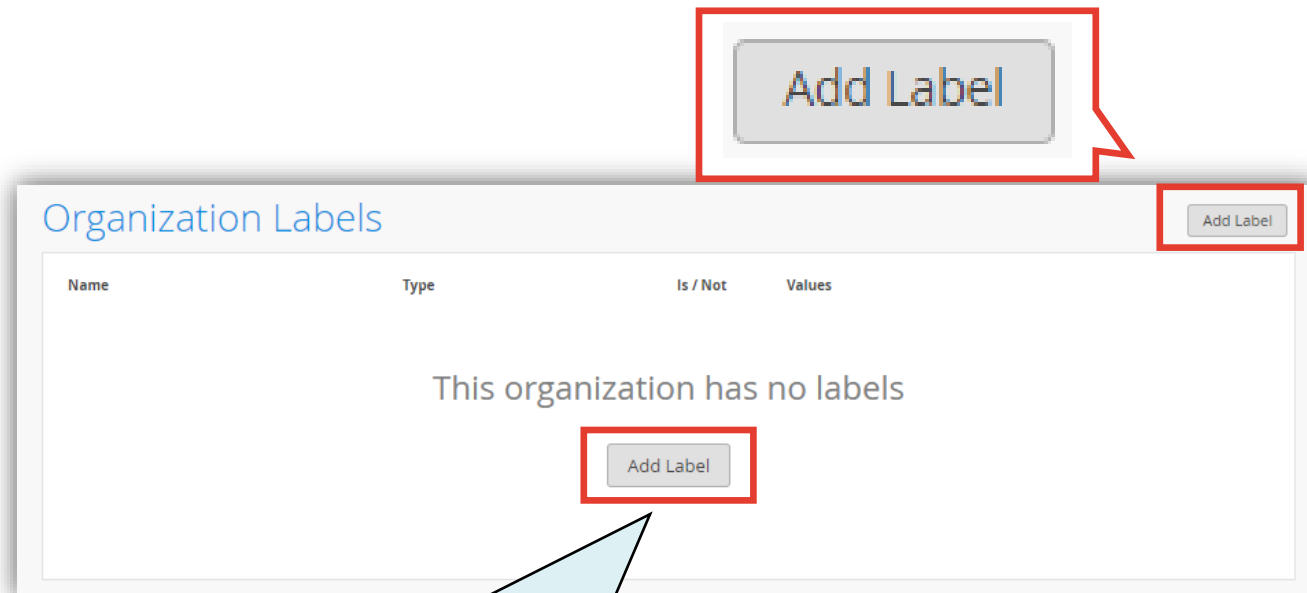 Add Label
Organization Labels
Add Label
Name Type Is / Not Values
This organization has no labels
Add Label